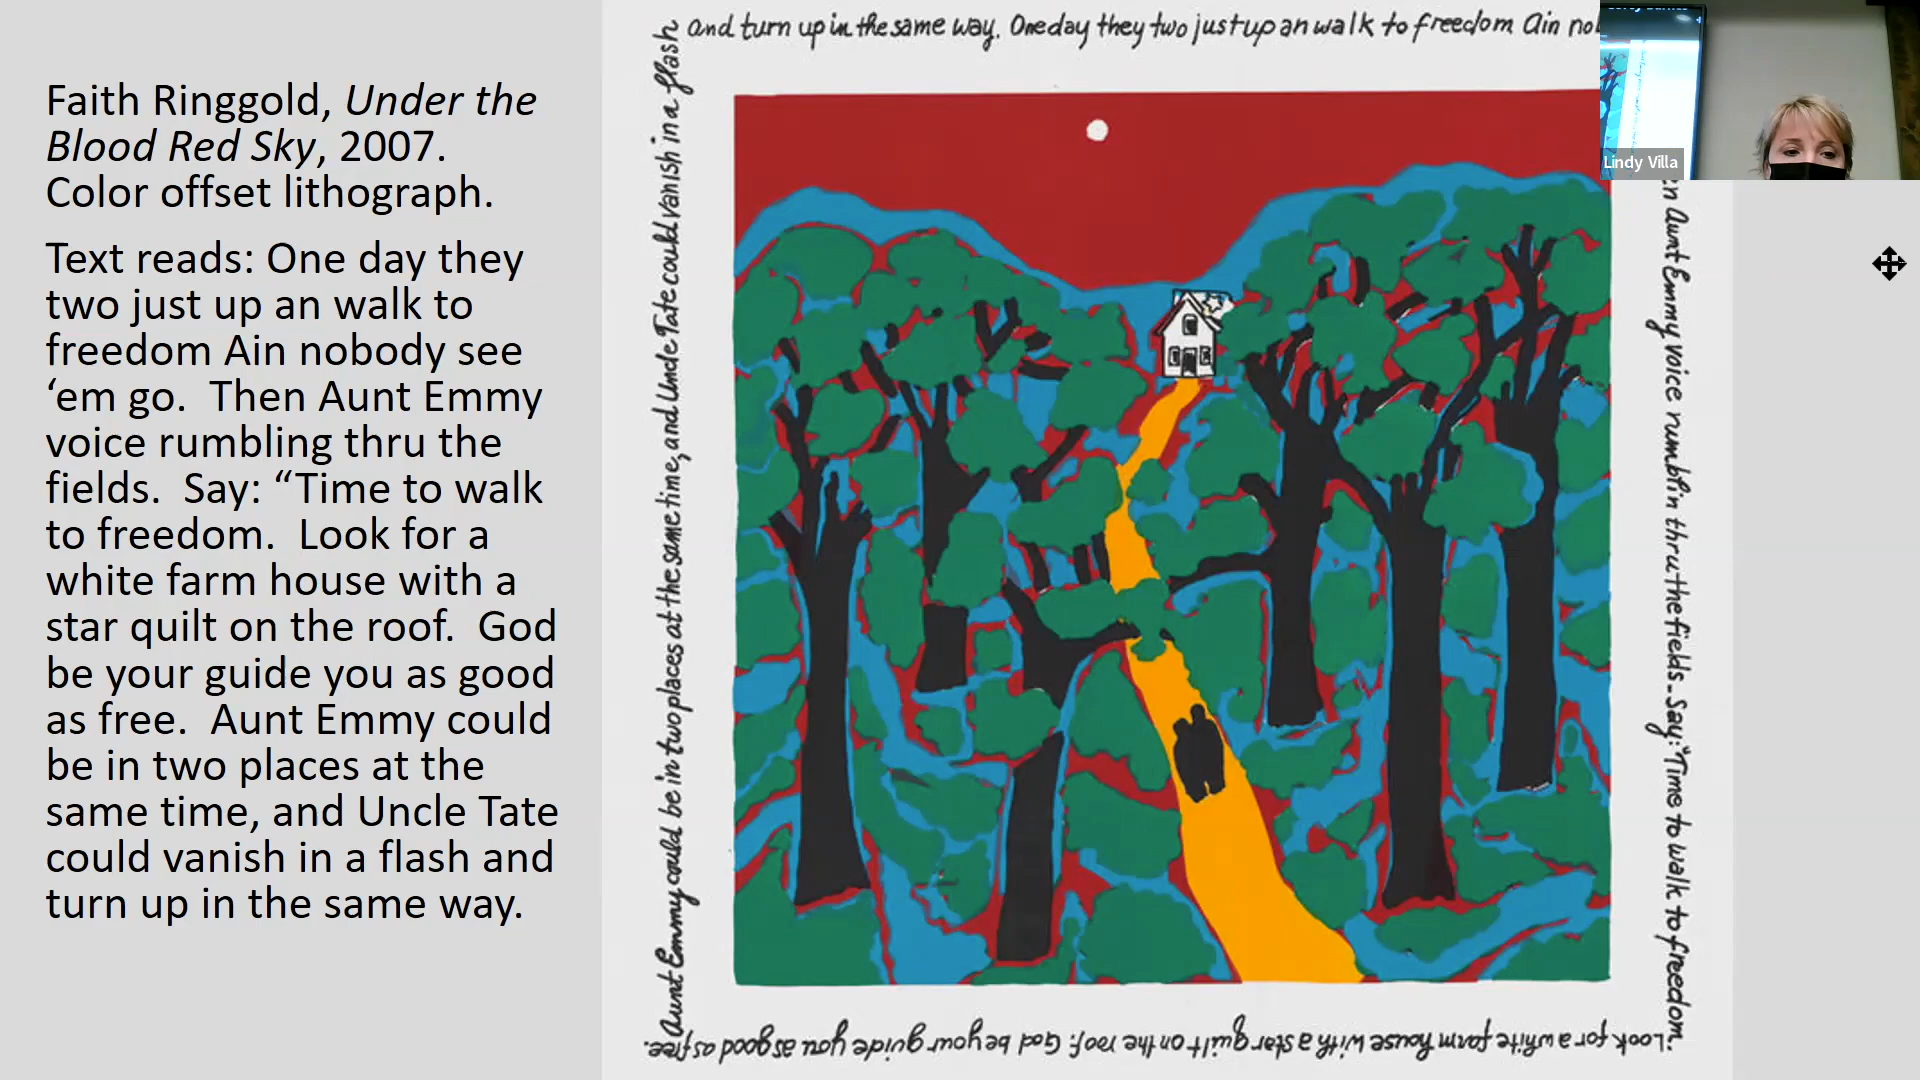 Faith Ringgold, Under the
Blood Red Sky, 2007.
Color offset lithograph.
Text reads: One day they
two just up an walk to
freedom Ain nobody see
‘em go.  Then Aunt Emmy
voice rumbling thru the
fields.  Say: “Time to walk
to freedom.  Look for a
white farm house with a
star quilt on the roof.  God
be your guide you as good
as free.  Aunt Emmy could
be in two places at the
same time, and Uncle Tate
could vanish in a flash and
turn up in the same way.
Aunt Emmy could be in two places at the same time, and Uncle Tate could vanish in a flash
and turn up in the same way. One day they two just up an walk to freedom Ain
Aunt Emmy voice rumblin thru the fields. Say: "Time to walk to freedom.
Look for a white farm house with a star quilt on the roof. God be your guide you as good as free.
Lindy Villa